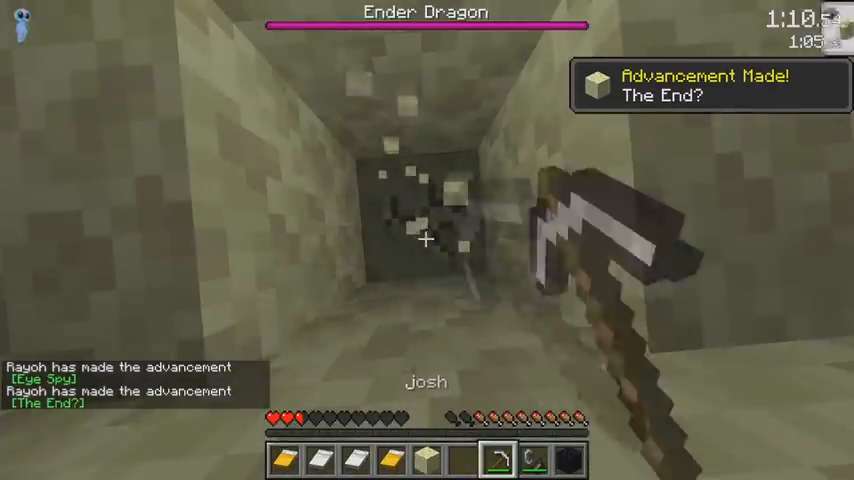 Ender Dragon
1:10
1:05
Advancement Made!
The End?
Rayoh has made the advancement
[Eye Spy]
Rayoh has made the advancement
[The End?]
josh